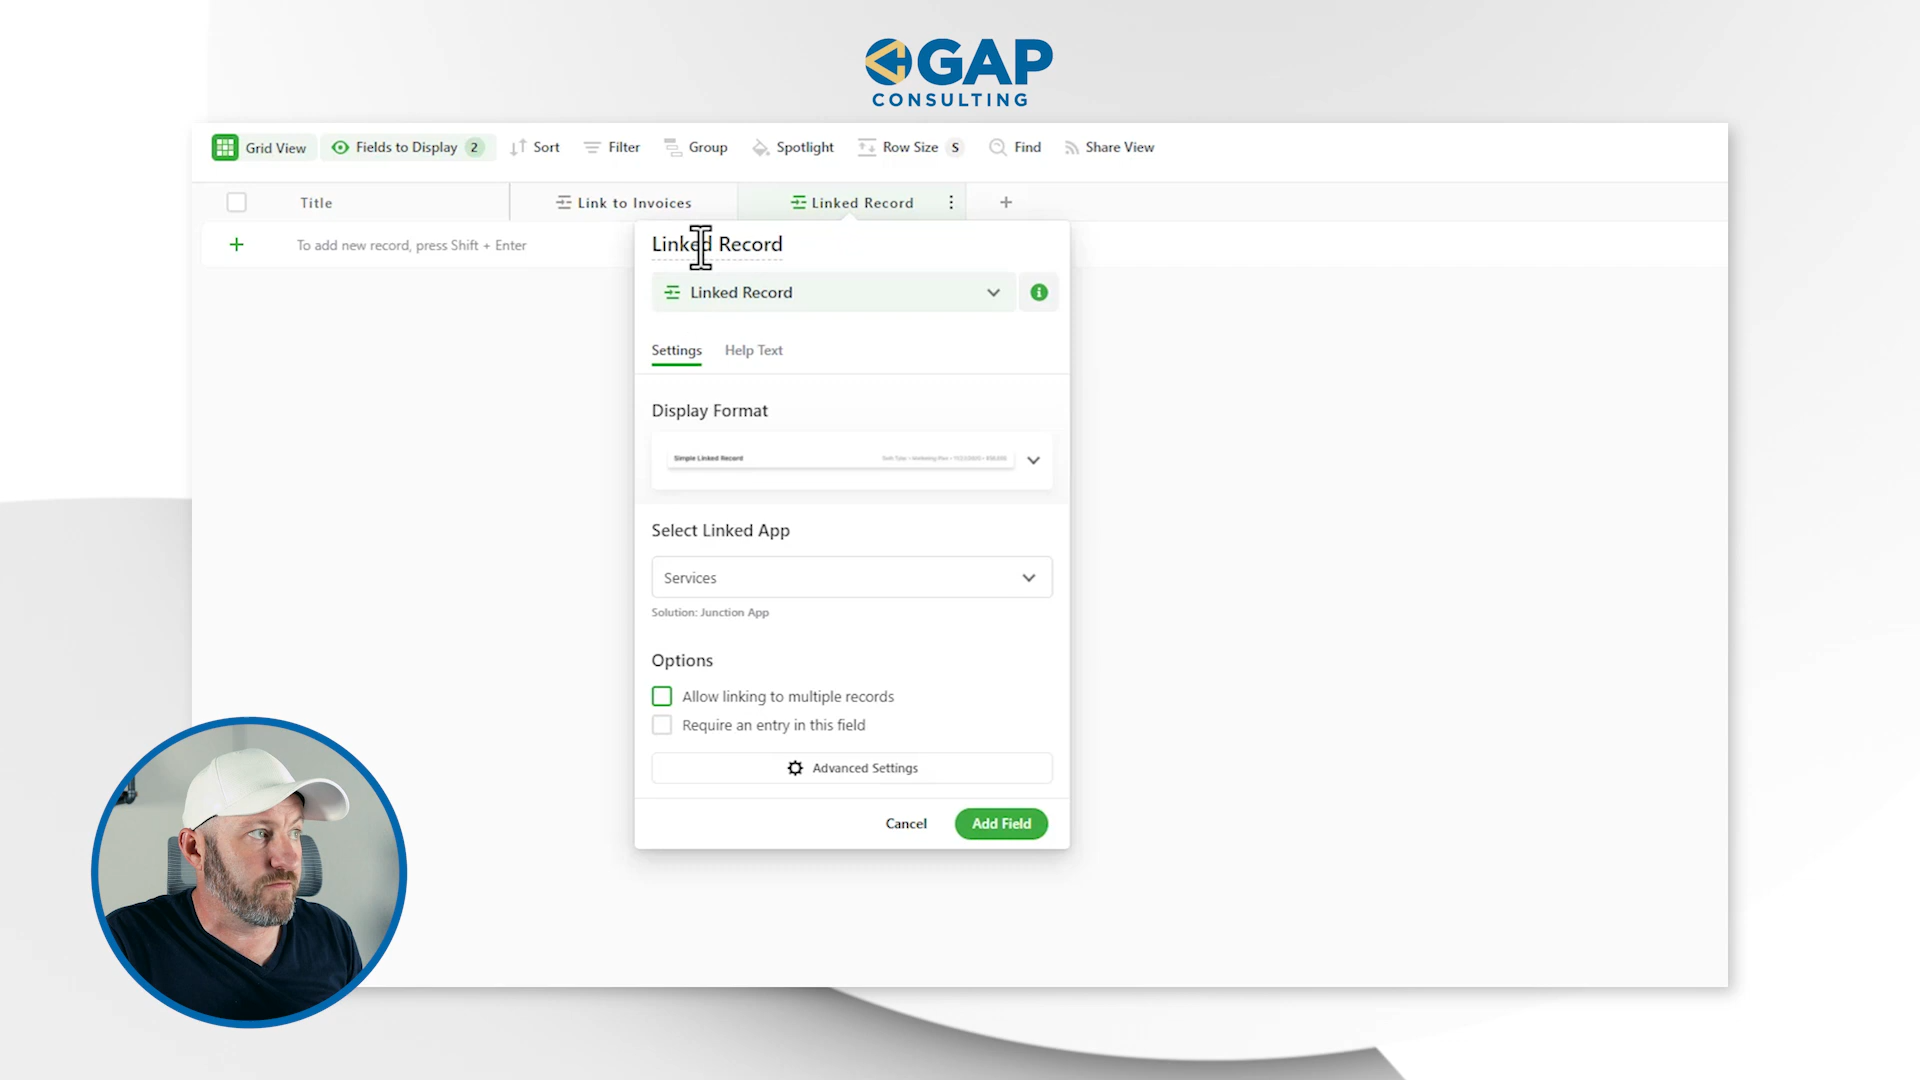 GAP
CONSULTING
Grid View
Fields to Display 2
Sort
Filter
Group
Spotlight
Row Size S
Find
Share View
Title
Link to Invoices
Linked Record
To add new record, press Shift + Enter
Linked Record
Linked Record
Settings
Help Text
Display Format
Simple Linked Record
Select Linked App
Services
Solution: Junction App
Options
Allow linking to multiple records
Require an entry in this field
Advanced Settings
Cancel
Add Field